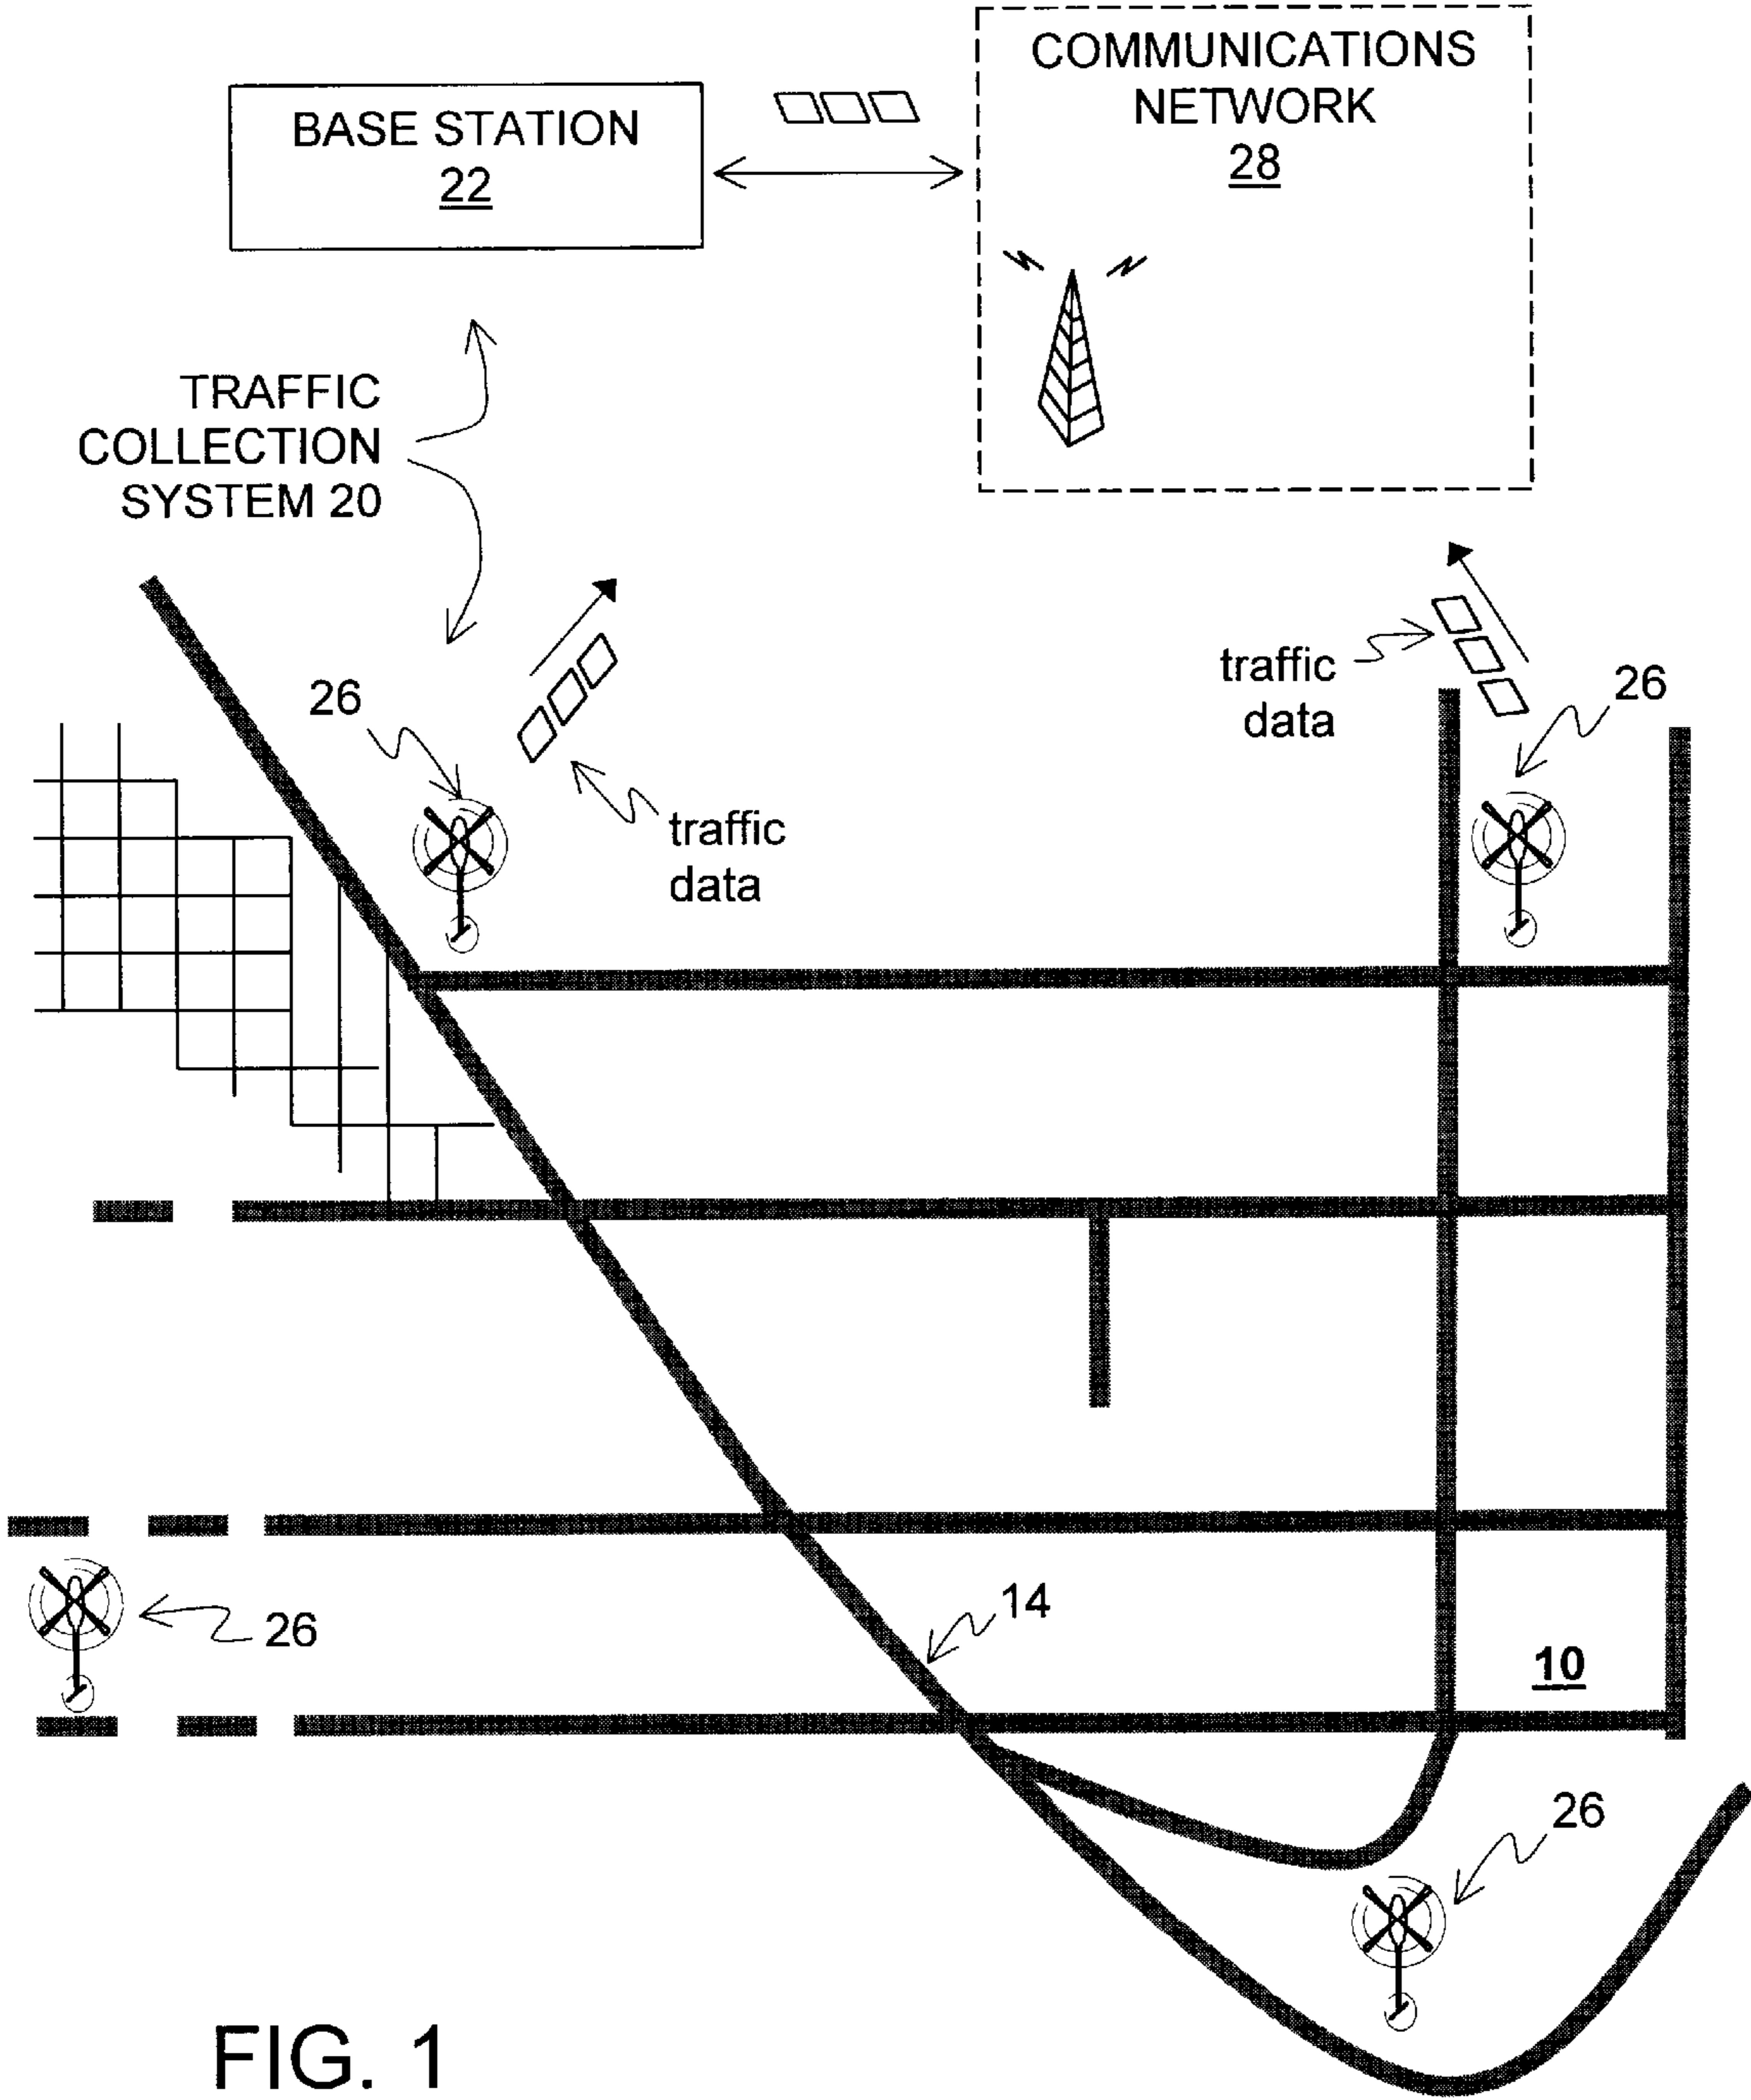 COMMUNICATIONS
NETWORK
28
BASE STATION
22
TRAFFIC
COLLECTION
SYSTEM 20
traffic
data
26
26
traffic
data
14
26
10
26
FIG. 1